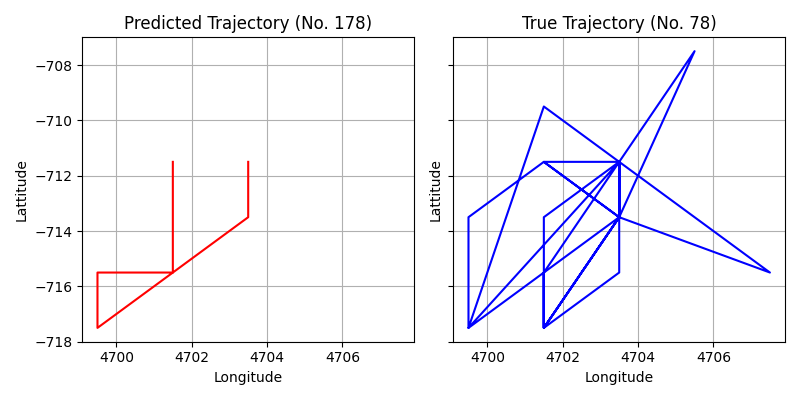 Predicted Trajectory (No. 178)
−708
−710
−712
−714
−716
−718
Lattitude
4700 4702 4704 4706
Longitude
True Trajectory (No. 78)
Lattitude
4700 4702 4704 4706
Longitude